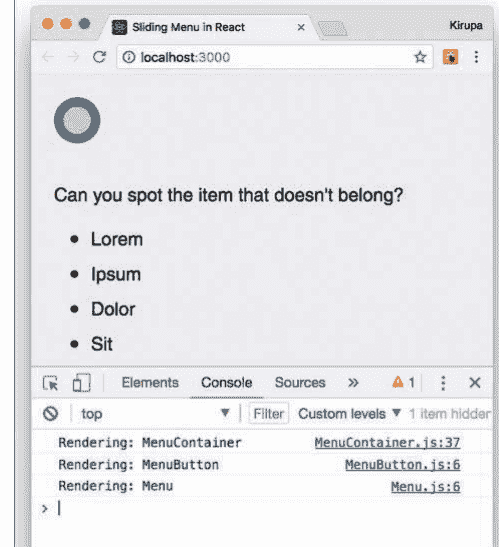 Sliding Menu in React × Kirupa
localhost:3000
Can you spot the item that doesn't belong?
• Lorem
• Ipsum
• Dolor
• Sit
Elements Console Sources » 1 ⋮ ×
top ▼ Filter Custom levels ▼ 1 item hidden
Rendering: MenuContainer MenuContainer.js:37
Rendering: MenuButton MenuButton.js:6
Rendering: Menu Menu.js:6
>